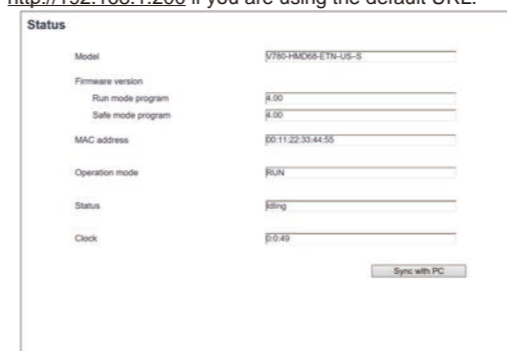 http://192.168.1.200 if you are using the default URL.
Status
Model V780-HMD68-ETN-US-S
Firmware version
Run mode program 4.00
Safe mode program 4.00
MAC address 00:11:22:33:44:55
Operation mode RUN
Status Idling
Clock 0:0:49
Sync with PC